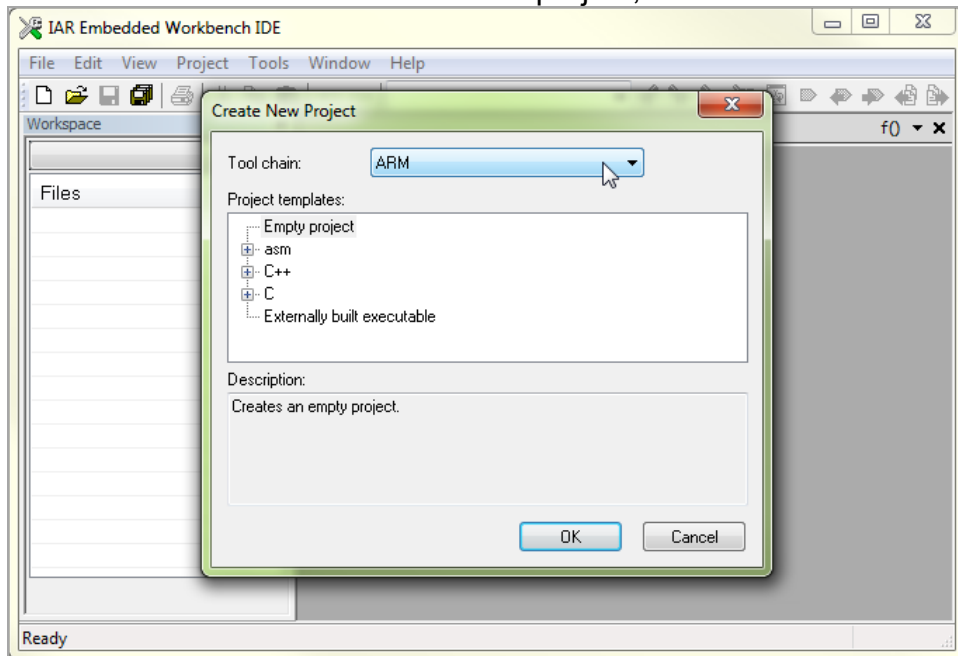 project,
IAR Embedded Workbench IDE
File Edit View Project Tools Window Help
Create New Project
Workspace
f()
Tool chain: ARM
Files
Project templates:
Empty project
asm
C++
C
Externally built executable
Description:
Creates an empty project.
OK Cancel
Ready